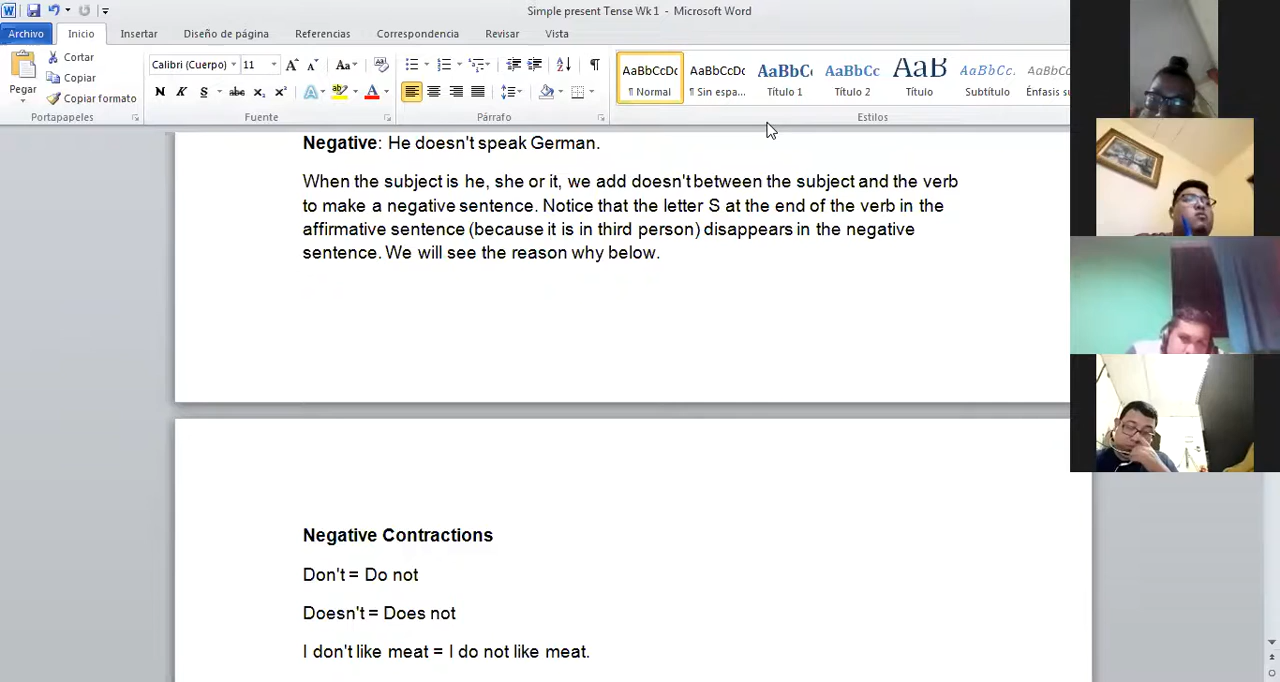 Simple present Tense Wk 1 - Microsoft Word
Archivo Inicio Insertar Diseño de página Referencias Correspondencia Revisar Vista
Pegar
Cortar
Copiar
Copiar formato
Portapapeles
Calibri (Cuerpo) 11
Fuente
Párrafo
AaBbCcDc AaBbCcDc AaBbC AaBbCc AaB AaBbCc. AaBbCcDc
¶ Normal ¶ Sin espa... Título 1 Título 2 Título Subtítulo Énfasis su
Estilos
Negative: He doesn't speak German.
When the subject is he, she or it, we add doesn't between the subject and the verb
to make a negative sentence. Notice that the letter S at the end of the verb in the
affirmative sentence (because it is in third person) disappears in the negative
sentence. We will see the reason why below.
Negative Contractions
Don't = Do not
Doesn't = Does not
I don't like meat = I do not like meat.